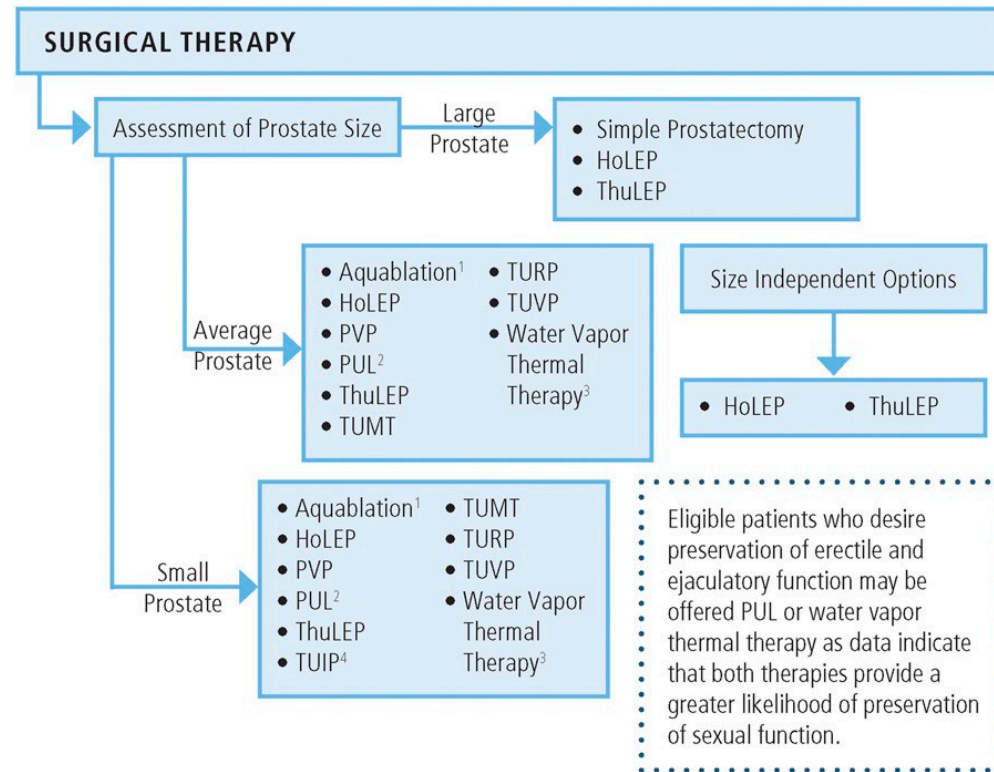 SURGICAL THERAPY
Assessment of Prostate Size
Large
Prostate
• Simple Prostatectomy
• HoLEP
• ThuLEP
Average
Prostate
• Aquablation¹
• HoLEP
• PVP
• PUL²
• ThuLEP
• TUMT
• TURP
• TUVP
• Water Vapor
Thermal
Therapy³
Size Independent Options
• HoLEP • ThuLEP
Small
Prostate
• Aquablation¹
• HoLEP
• PVP
• PUL²
• ThuLEP
• TUIP⁴
• TUMT
• TURP
• TUVP
• Water Vapor
Thermal
Therapy³
Eligible patients who desire
preservation of erectile and
ejaculatory function may be
offered PUL or water vapor
thermal therapy as data indicate
that both therapies provide a
greater likelihood of preservation
of sexual function.